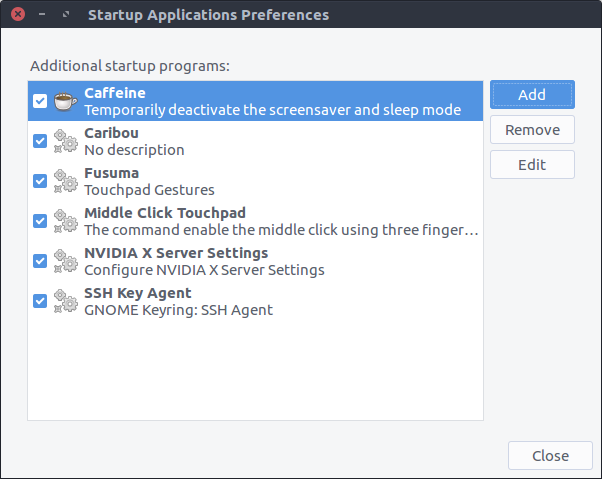 Startup Applications Preferences
Additional startup programs:
Caffeine
Temporarily deactivate the screensaver and sleep mode
Caribou
No description
Fusuma
Touchpad Gestures
Middle Click Touchpad
The command enable the middle click using three finger…
NVIDIA X Server Settings
Configure NVIDIA X Server Settings
SSH Key Agent
GNOME Keyring: SSH Agent
Add
Remove
Edit
Close